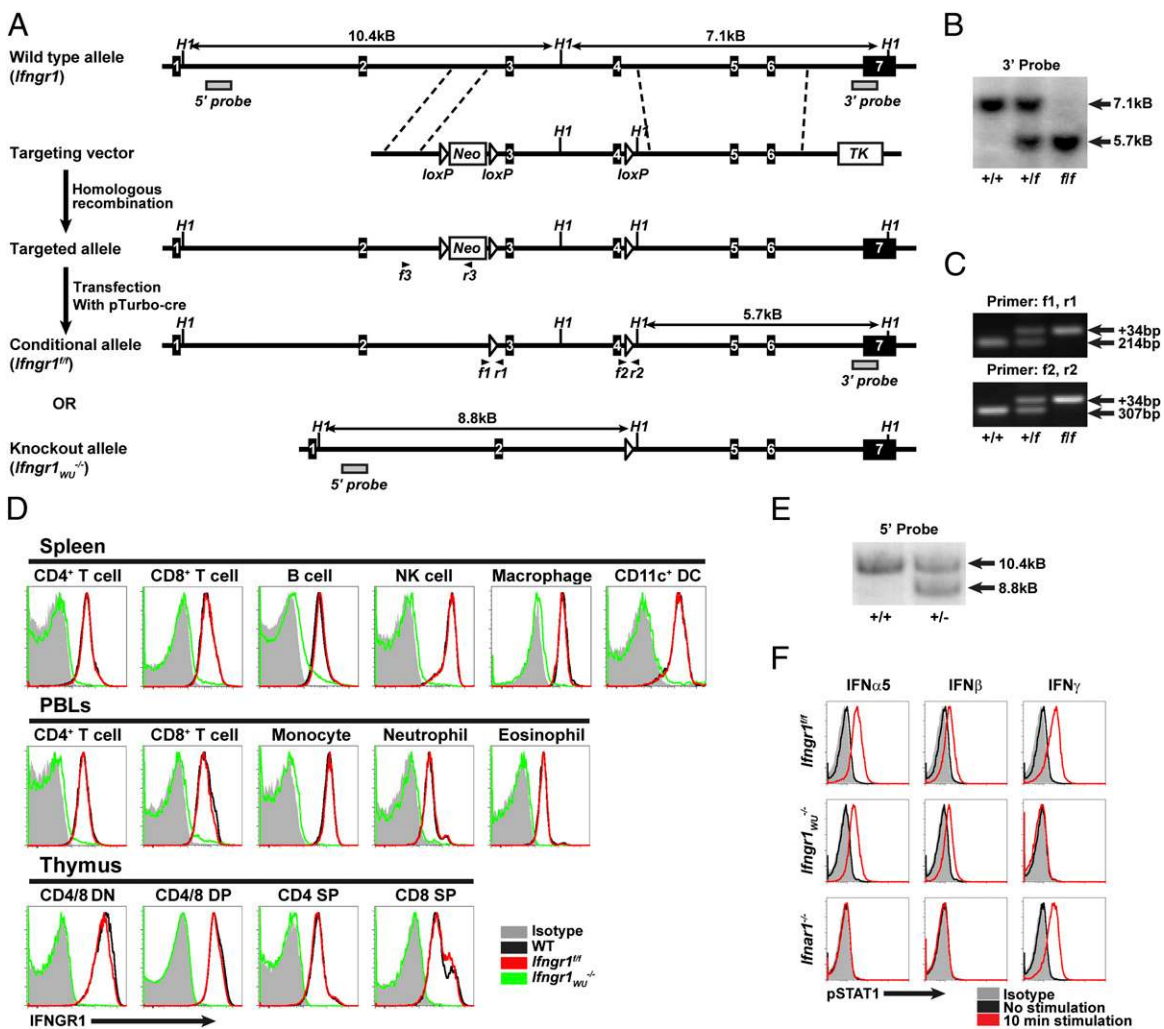 A
H1 10.4kB H1 7.1kB H1
Wild type allele
(Ifngr1)
1 2 3 4 5 6 7
5' probe 3' probe
Targeting vector
H1 H1
Neo 3 4 5 6 TK
loxP loxP loxP
Homologous
recombination
H1 H1 H1 H1
Targeted allele
1 2 Neo 3 4 5 6 7
f3 r3
Transfection
With pTurbo-cre
H1 H1 H1 5.7kB H1
Conditional allele
(Ifngr1f/f)
1 2 3 4 5 6 7
f1 r1 f2 r2 3' probe
OR
H1 8.8kB H1 H1
Knockout allele
(Ifngr1WU-/-)
1 2 5 6 7
5' probe
B
3' Probe
7.1kB
5.7kB
+/+ +/f f/f
C
Primer: f1, r1
+34bp
214bp
Primer: f2, r2
+34bp
307bp
+/+ +/f f/f
D
Spleen
CD4+ T cell CD8+ T cell B cell NK cell Macrophage CD11c+ DC
PBLs
CD4+ T cell CD8+ T cell Monocyte Neutrophil Eosinophil
Thymus
CD4/8 DN CD4/8 DP CD4 SP CD8 SP
Isotype
WT
Ifngr1f/f
Ifngr1WU-/-
IFNGR1
E
5' Probe
10.4kB
8.8kB
+/+ +/-
F
IFNα5 IFNβ IFNγ
Ifngr1f/f
Ifngr1WU-/-
Ifnar1-/-
pSTAT1
Isotype
No stimulation
10 min stimulation